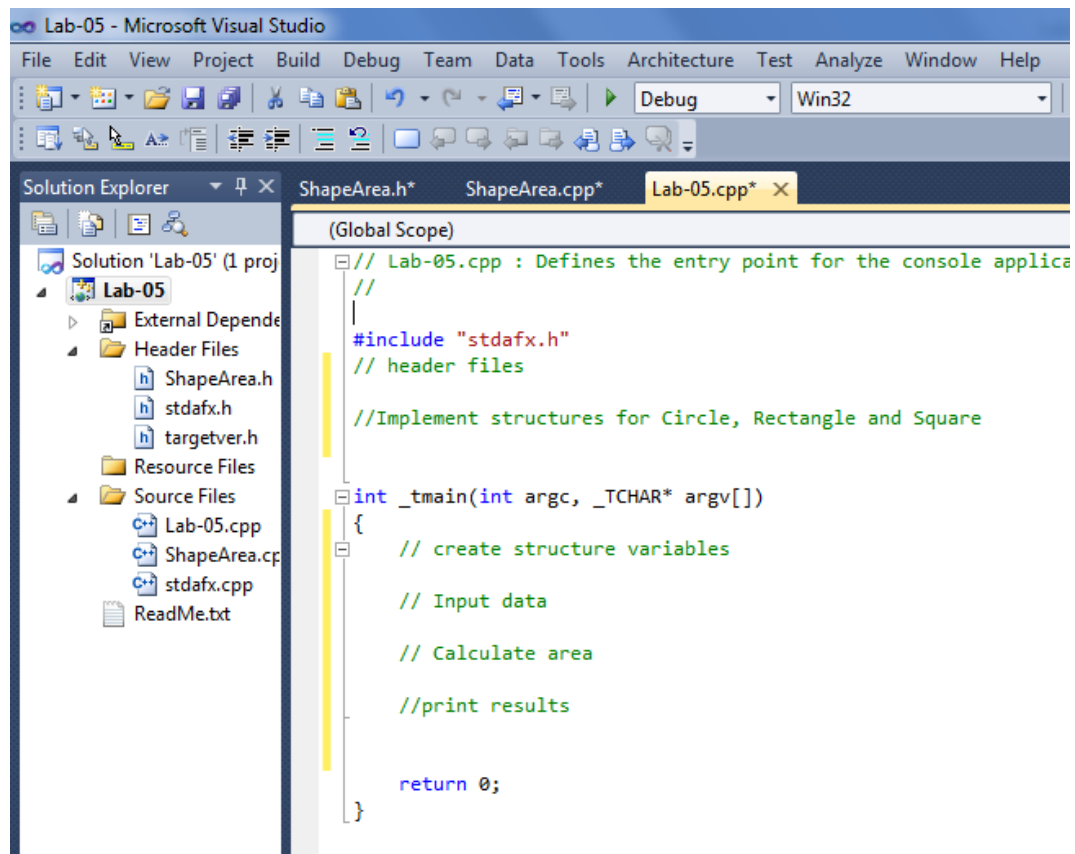 Lab-05 - Microsoft Visual Studio
File Edit View Project Build Debug Team Data Tools Architecture Test Analyze Window Help
Debug Win32
Solution Explorer
ShapeArea.h* ShapeArea.cpp* Lab-05.cpp*
(Global Scope)
Solution 'Lab-05' (1 proj
Lab-05
External Depende
Header Files
ShapeArea.h
stdafx.h
targetver.h
Resource Files
Source Files
Lab-05.cpp
ShapeArea.cp
stdafx.cpp
ReadMe.txt
// Lab-05.cpp : Defines the entry point for the console applica
//
#include "stdafx.h"
// header files
//Implement structures for Circle, Rectangle and Square
int _tmain(int argc, _TCHAR* argv[])
{
// create structure variables
// Input data
// Calculate area
//print results
return 0;
}